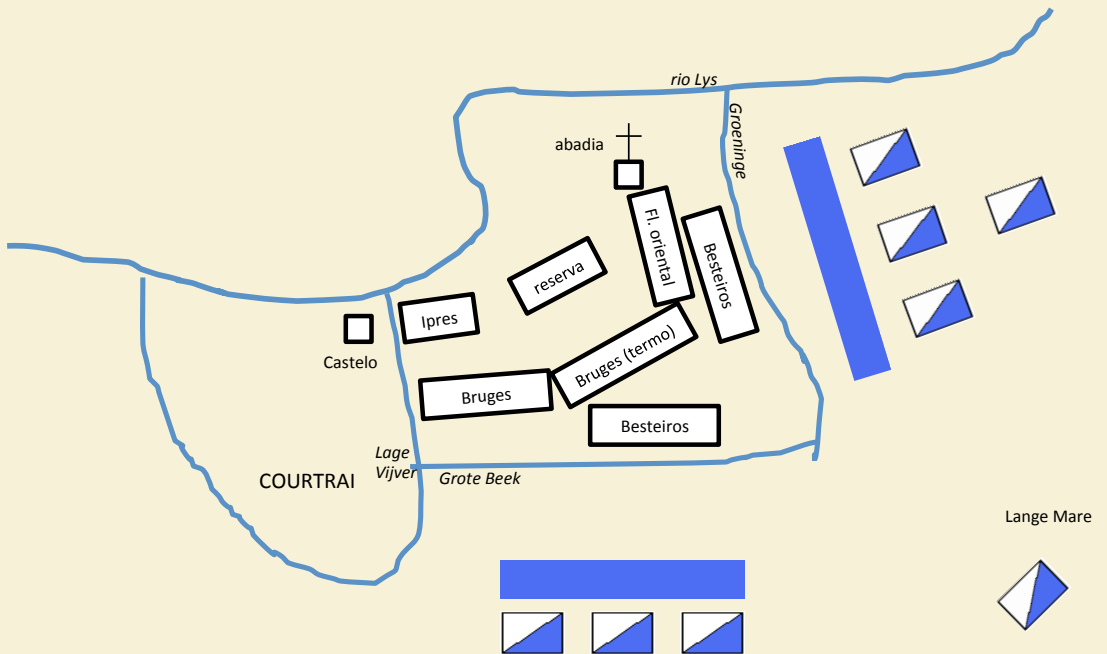 rio Lys
Groeninge
abadia
Fl. oriental
Besteiros
reserva
Ipres
Castelo
Bruges (termo)
Bruges
Besteiros
Lage
Vijver
Grote Beek
COURTRAI
Lange Mare